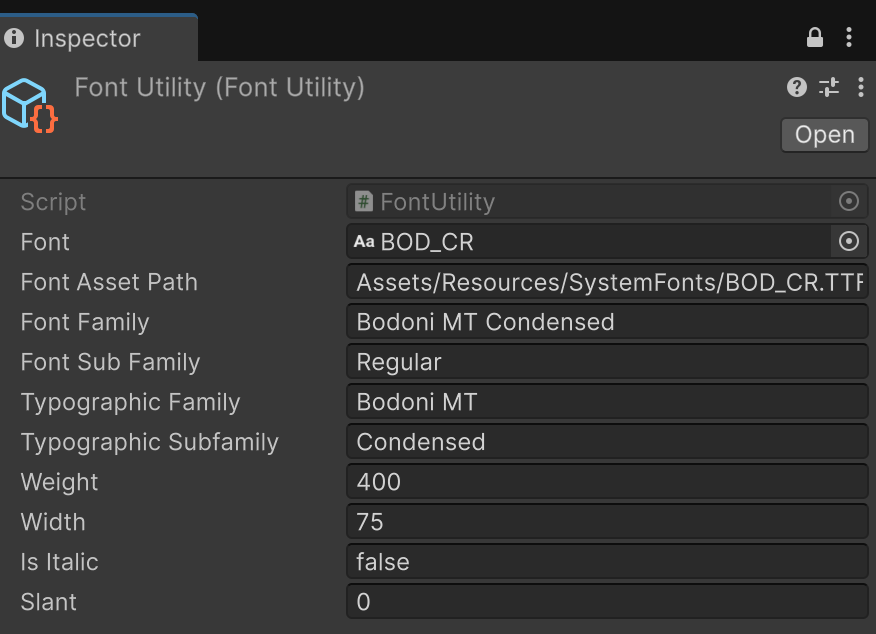 Inspector
Font Utility (Font Utility)
Open
Script FontUtility
Font Aa BOD_CR
Font Asset Path Assets/Resources/SystemFonts/BOD_CR.TTF
Font Family Bodoni MT Condensed
Font Sub Family Regular
Typographic Family Bodoni MT
Typographic Subfamily Condensed
Weight 400
Width 75
Is Italic false
Slant 0